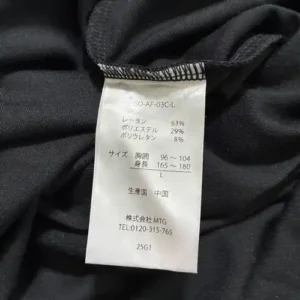 SO-AF-03C-L
レーヨン 63%
ポリエステル 29%
ポリウレタン 8%
サイズ 胸囲 96～104
身長 165～180
L
生産国 中国
株式会社MTG
TEL:0120-315-765
25G1